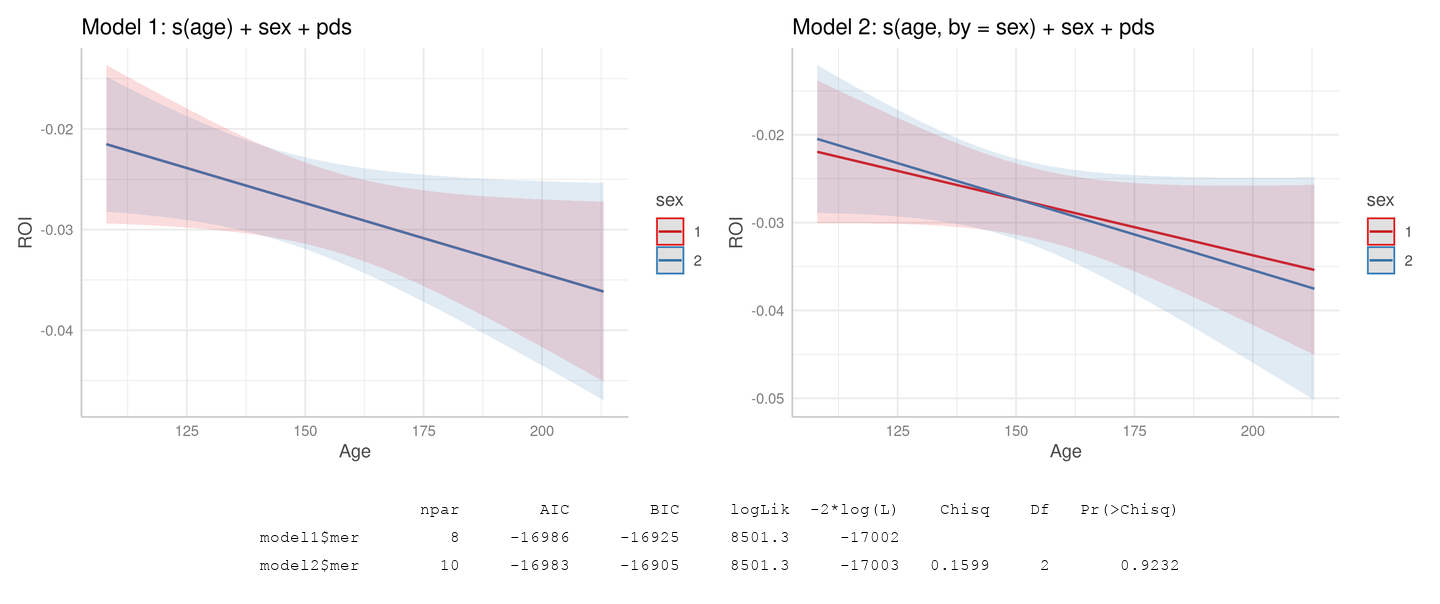 Model 1: s(age) + sex + pds
-0.02
-0.03
-0.04
ROI
125 150 175 200
Age
sex
1
2
Model 2: s(age, by = sex) + sex + pds
-0.02
-0.03
-0.04
-0.05
ROI
125 150 175 200
Age
sex
1
2
npar AIC BIC logLik -2*log(L) Chisq Df Pr(>Chisq)
model1$mer 8 -16986 -16925 8501.3 -17002
model2$mer 10 -16983 -16905 8501.3 -17003 0.1599 2 0.9232